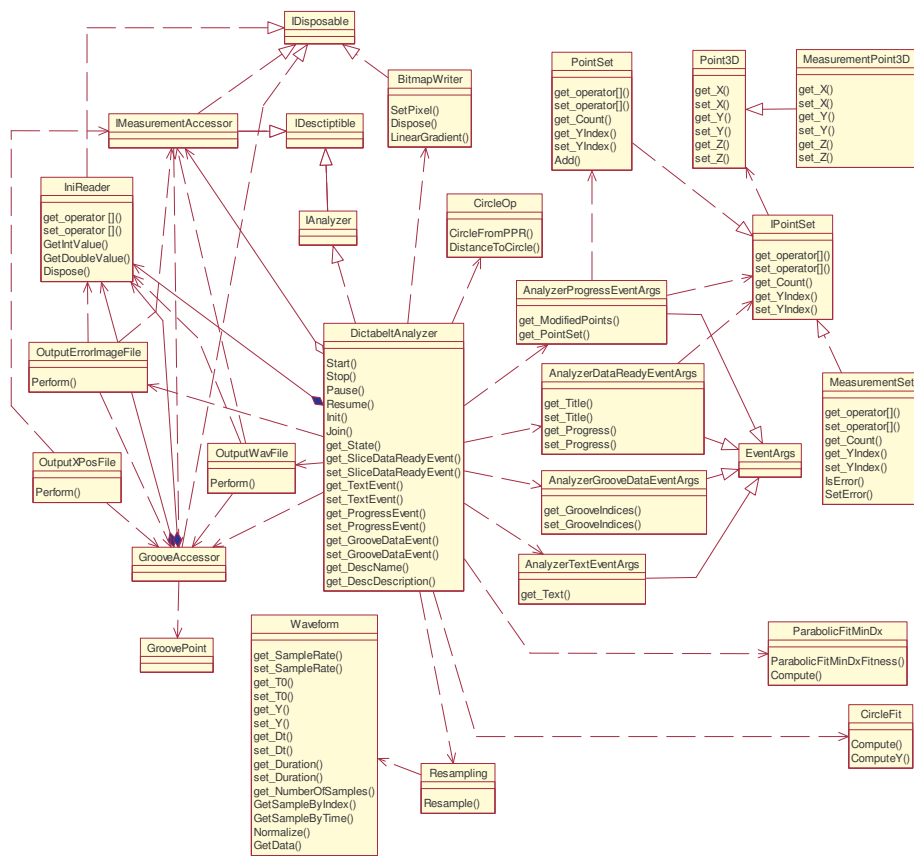 IDisposable
BitmapWriter
SetPixel()
Dispose()
LinearGradient()
PointSet
get_operator[]()
set_operator[]()
get_Count()
get_YIndex()
set_YIndex()
Add()
Point3D
get_X()
set_X()
get_Y()
set_Y()
get_Z()
set_Z()
MeasurementPoint3D
get_X()
set_X()
get_Y()
set_Y()
get_Z()
set_Z()
IMeasurementAccessor
IDesctiptible
IniReader
get_operator []()
set_operator []()
GetIntValue()
GetDoubleValue()
Dispose()
IAnalyzer
CircleOp
CircleFromPPR()
DistanceToCircle()
IPointSet
get_operator[]()
set_operator[]()
get_Count()
get_YIndex()
set_YIndex()
AnalyzerProgressEventArgs
get_ModifiedPoints()
get_PointSet()
DictabeltAnalyzer
Start()
Stop()
Pause()
Resume()
Init()
Join()
get_State()
get_SliceDataReadyEvent()
set_SliceDataReadyEvent()
get_TextEvent()
set_TextEvent()
get_ProgressEvent()
set_ProgressEvent()
get_GrooveDataEvent()
set_GrooveDataEvent()
get_DescName()
get_DescDescription()
OutputErrorImageFile
Perform()
AnalyzerDataReadyEventArgs
get_Title()
set_Title()
get_Progress()
set_Progress()
MeasurementSet
get_operator[]()
set_operator[]()
get_Count()
get_YIndex()
set_YIndex()
IsError()
SetError()
OutputXPosFile
Perform()
OutputWavFile
Perform()
EventArgs
AnalyzerGrooveDataEventArgs
get_GrooveIndices()
set_GrooveIndices()
GrooveAccessor
AnalyzerTextEventArgs
get_Text()
GroovePoint
Waveform
get_SampleRate()
set_SampleRate()
get_T0()
set_T0()
get_Y()
set_Y()
get_Dt()
set_Dt()
get_Duration()
set_Duration()
get_NumberOfSamples()
GetSampleByIndex()
GetSampleByTime()
Normalize()
GetData()
ParabolicFitMinDx
ParabolicFitMinDxFitness()
Compute()
CircleFit
Compute()
ComputeY()
Resampling
Resample()